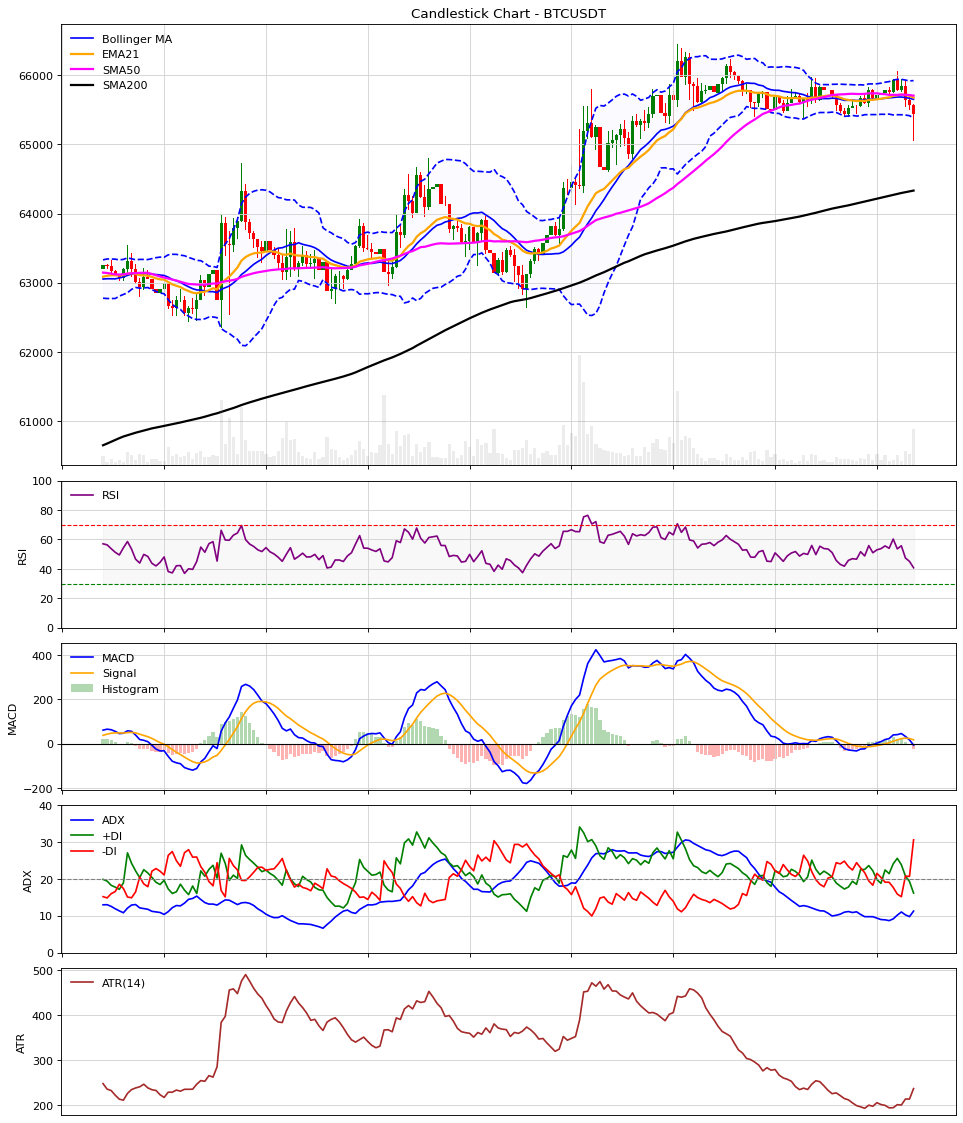 Candlestick Chart - BTCUSDT
Bollinger MA
EMA21
SMA50
SMA200
66000
65000
64000
63000
62000
61000
RSI
100
80
60
40
20
0
RSI
MACD
Signal
Histogram
400
200
0
−200
MACD
ADX
+DI
-DI
40
30
20
10
0
ADX
ATR(14)
500
400
300
200
ATR